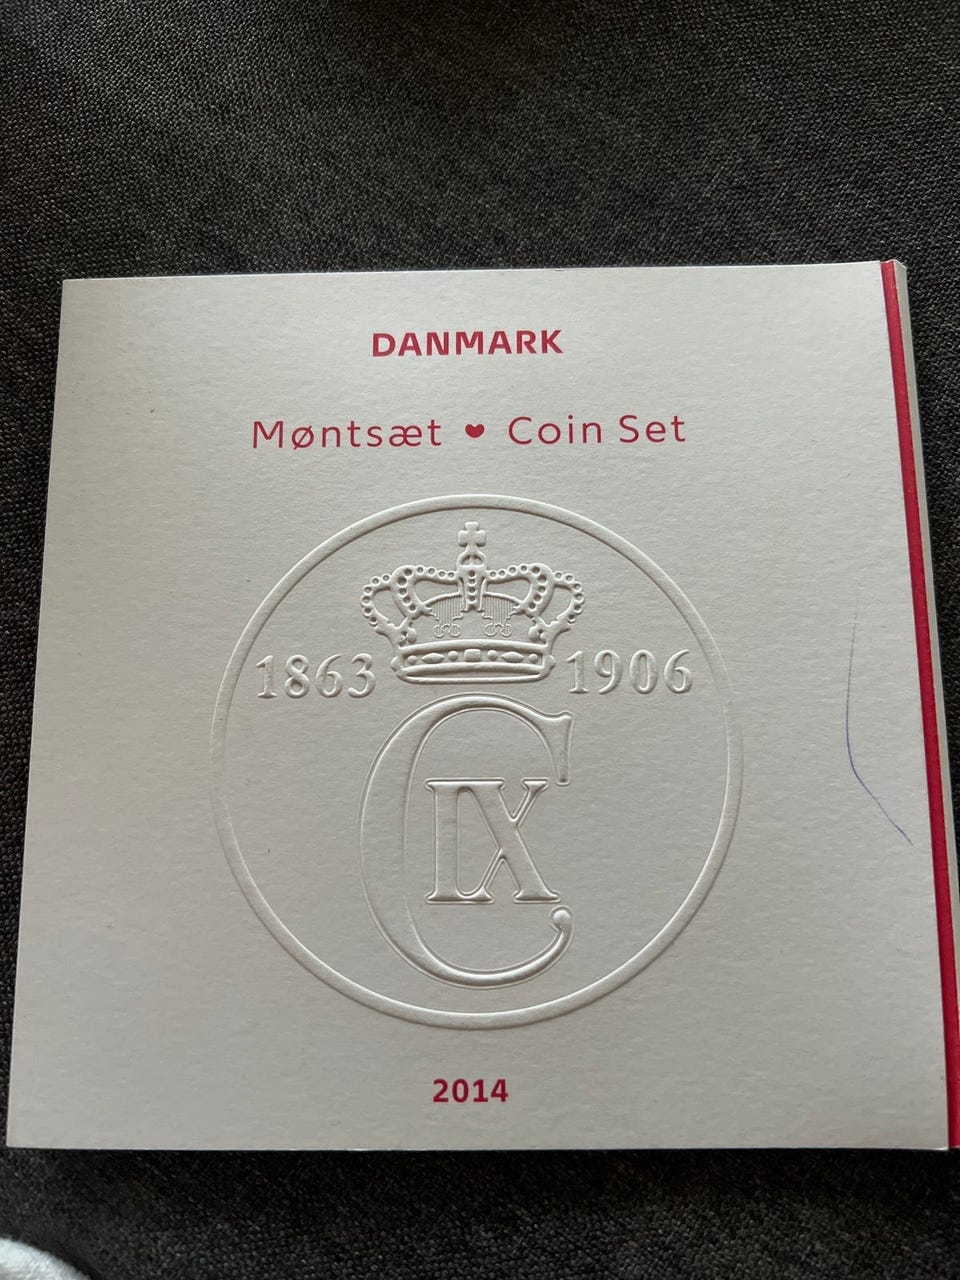 DANMARK
Møntsæt ♥ Coin Set
1863 1906
C
IX
2014